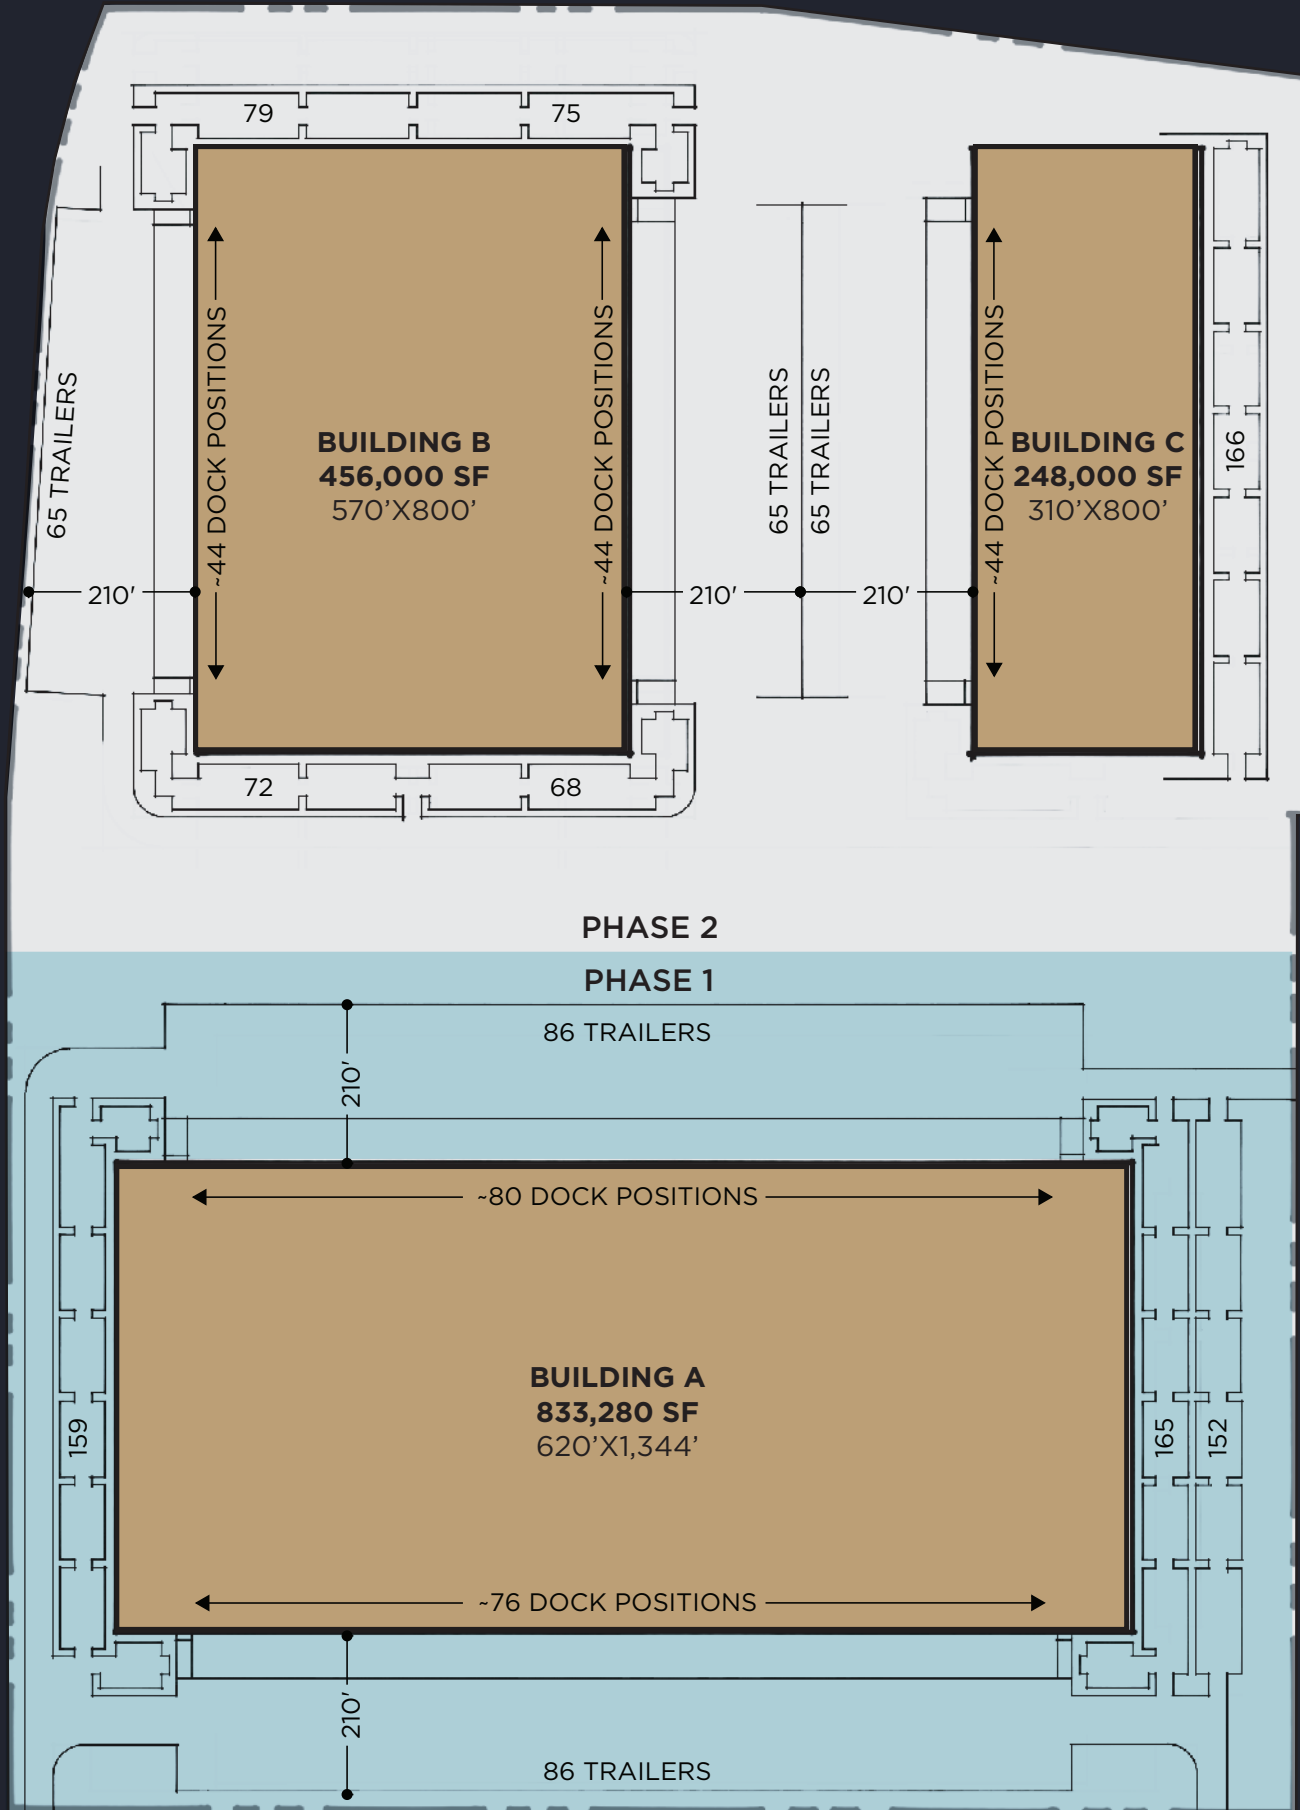 79
75
~44 DOCK POSITIONS
~44 DOCK POSITIONS
BUILDING B
456,000 SF
570’X800’
65 TRAILERS
210'
65 TRAILERS
65 TRAILERS
210'
210'
~44 DOCK POSITIONS
BUILDING C
248,000 SF
310’X800’
166
72
68
PHASE 2
PHASE 1
86 TRAILERS
210'
~80 DOCK POSITIONS
BUILDING A
833,280 SF
620’X1,344’
159
165
152
~76 DOCK POSITIONS
210'
86 TRAILERS